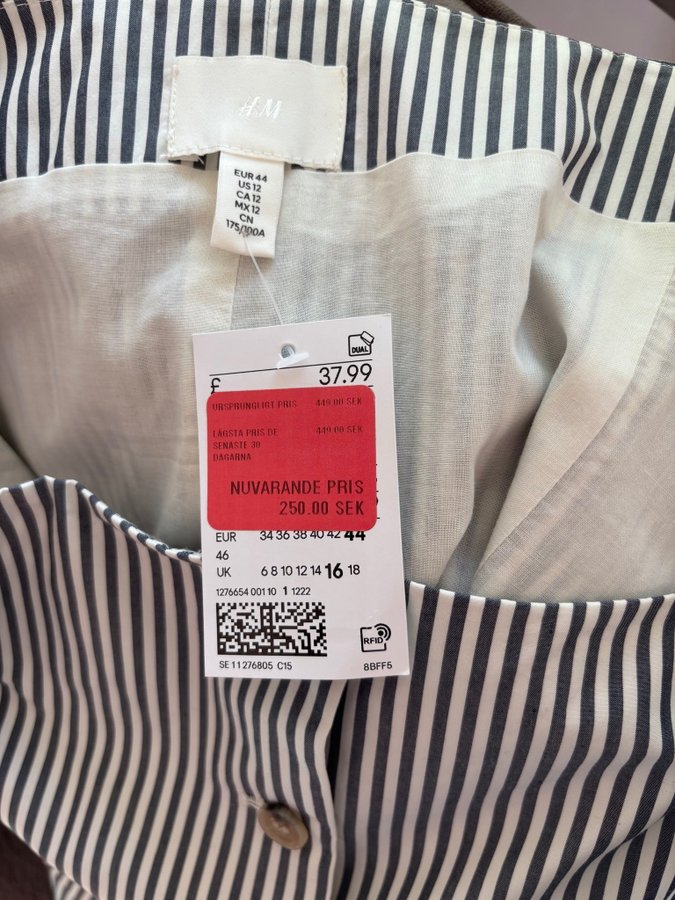 H&M
EUR 44
US 12
CA 12
MX 12
CN
175/100A
DUAL
£ 37.99
URSPRUNGLIGT PRIS 449.00 SEK
LÄGSTA PRIS DE 449.00 SEK
SENASTE 30
DAGARNA
NUVARANDE PRIS
250.00 SEK
EUR 34 36 38 40 42 44
46
UK 6 8 10 12 14 16 18
1276654 001 10 1 1222
RFID
SE 11 276805 C15 8BFF5